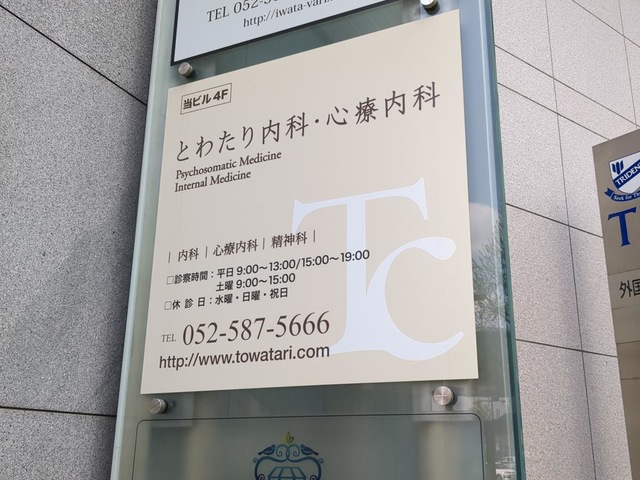 TEL 052-5
http://iwata-vari
当ビル4F
とわたり内科・心療内科
Psychosomatic Medicine
Internal Medicine
Tc
| 内科 | 心療内科 | 精神科 |
□診察時間：平日 9:00〜13:00/15:00〜19:00
土曜 9:00〜15:00
□休診日：水曜・日曜・祝日
TEL 052-587-5666
http://www.towatari.com
TRIDEN
T
外国